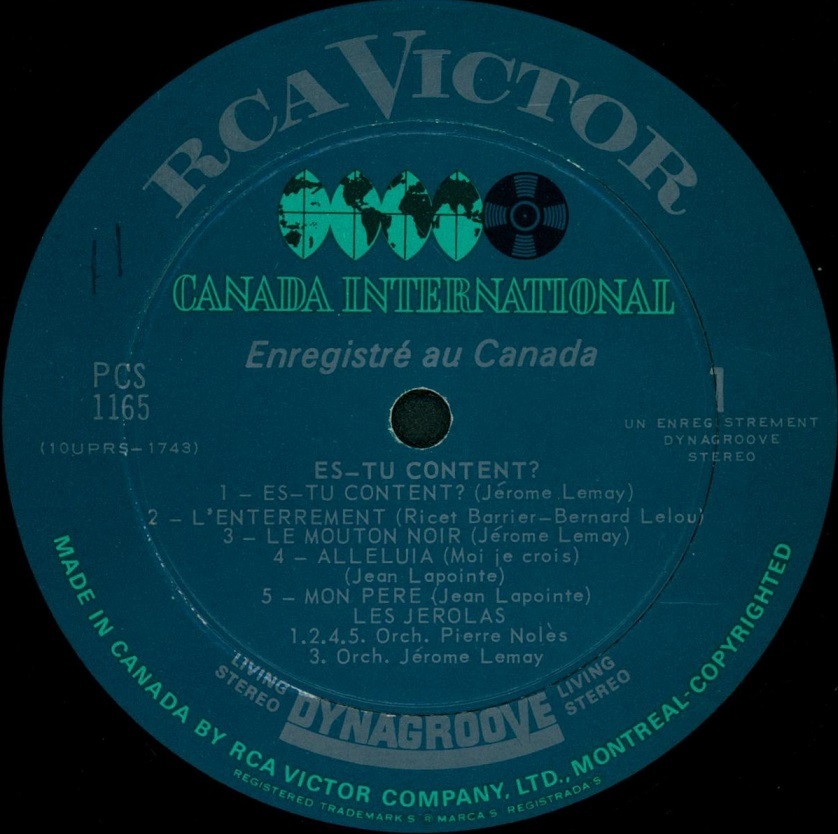 RCA VICTOR
CANADA INTERNATIONAL
Enregistré au Canada
PCS
1165
(10UPRS-1743)
1
UN ENREGISTREMENT
DYNAGROOVE
STEREO
ES-TU CONTENT?
1 - ES-TU CONTENT? (Jérome Lemay)
2 - L'ENTERREMENT (Ricet Barrier-Bernard Lelou)
3 - LE MOUTON NOIR (Jérome Lemay)
4 - ALLELUIA (Moi je crois)
(Jean Lapointe)
5 - MON PERE (Jean Lapointe)
LES JEROLAS
1.2.4.5. Orch. Pierre Nolès
3. Orch. Jérome Lemay
LIVING
STEREO
DYNAGROOVE
LIVING
STEREO
MADE IN CANADA BY RCA VICTOR COMPANY, LTD., MONTREAL-COPYRIGHTED
REGISTERED TRADEMARKS ® MARCAS REGISTRADAS